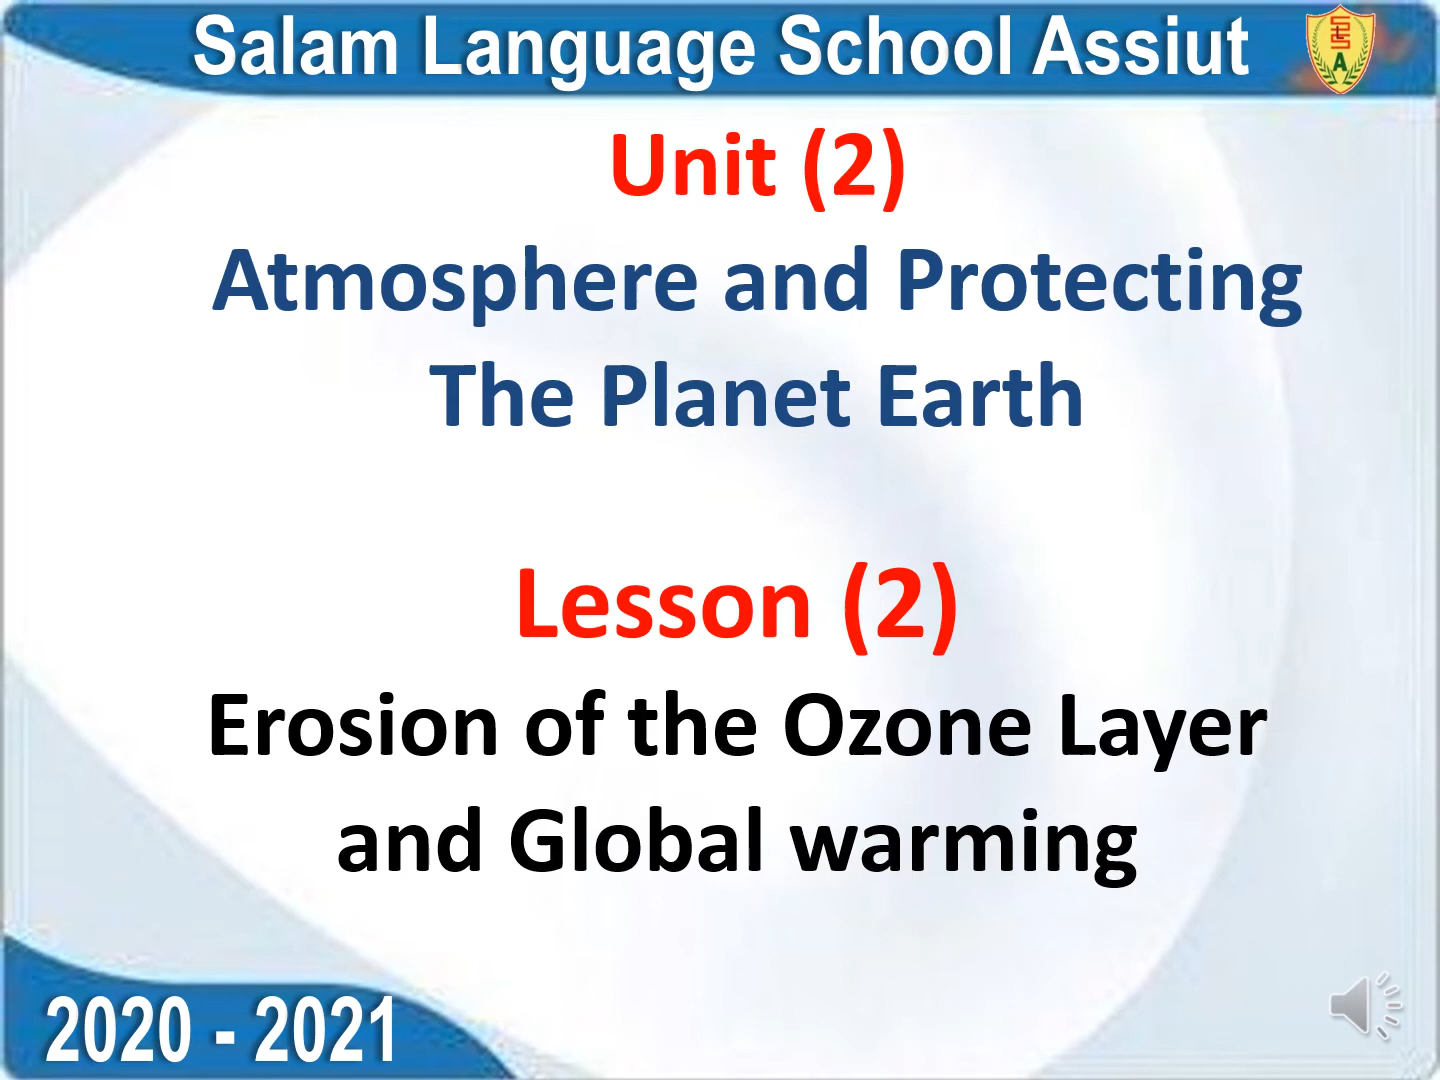 Salam Language School Assiut
Unit (2)
Atmosphere and Protecting
The Planet Earth
Lesson (2)
Erosion of the Ozone Layer
and Global warming
2020 - 2021